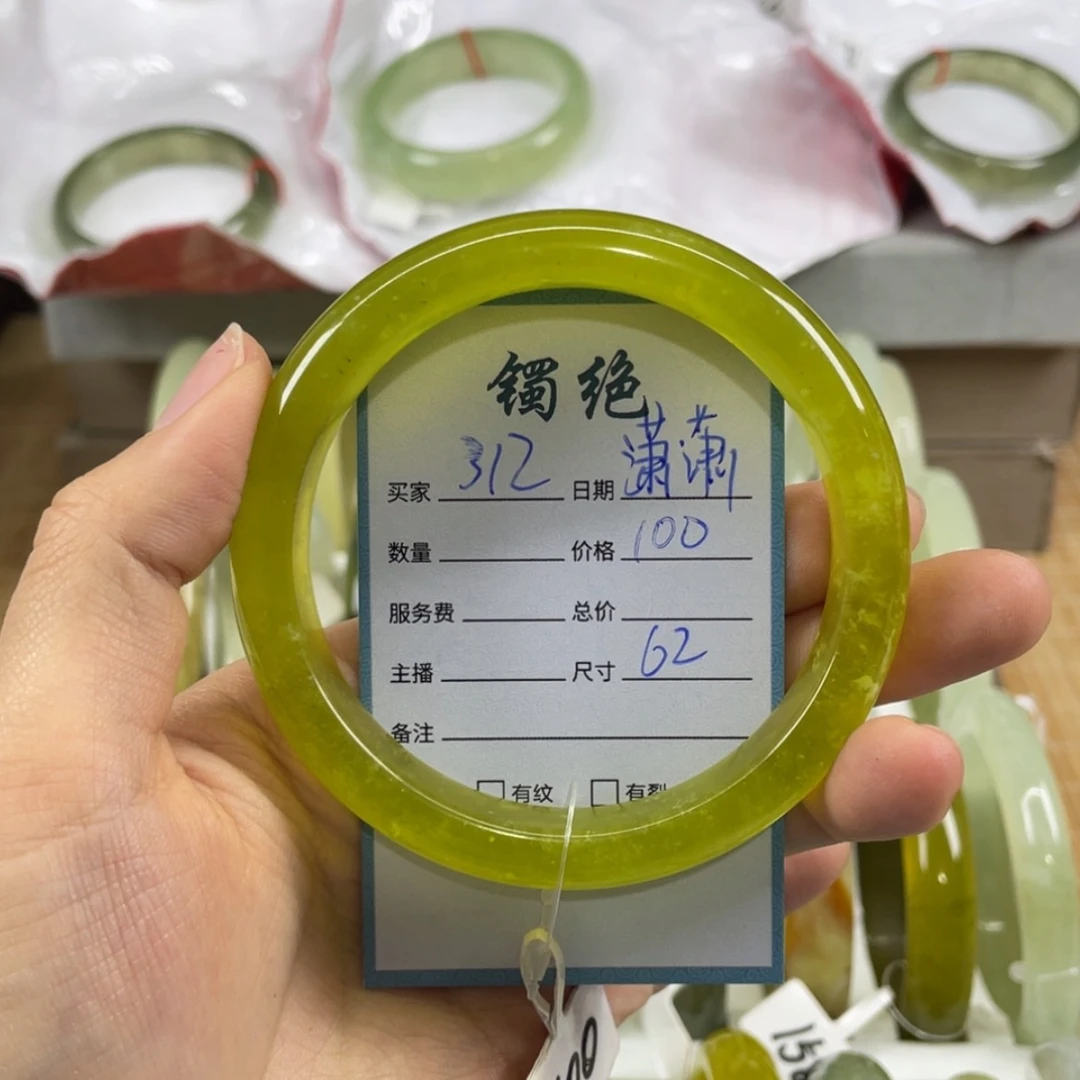 镯绝
买家 312 日期 潇潇
数量 价格 100
服务费 总价
主播 尺寸 62
备注
□有纹 □有裂